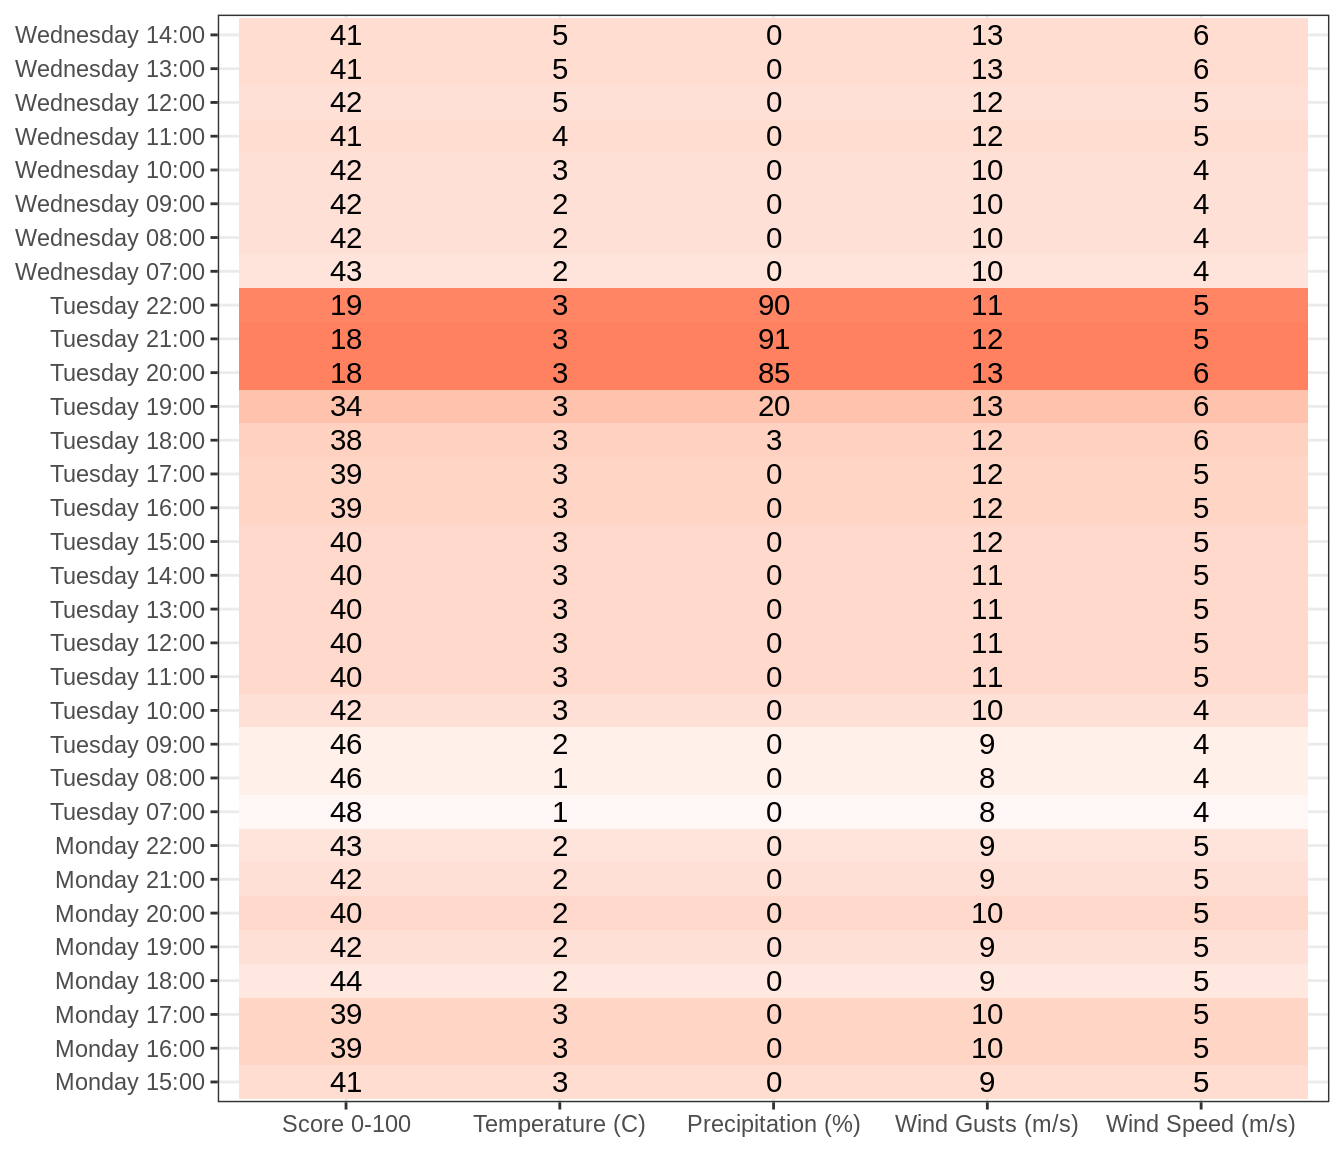 Wednesday 14:00 41 5 0 13 6
Wednesday 13:00 41 5 0 13 6
Wednesday 12:00 42 5 0 12 5
Wednesday 11:00 41 4 0 12 5
Wednesday 10:00 42 3 0 10 4
Wednesday 09:00 42 2 0 10 4
Wednesday 08:00 42 2 0 10 4
Wednesday 07:00 43 2 0 10 4
Tuesday 22:00 19 3 90 11 5
Tuesday 21:00 18 3 91 12 5
Tuesday 20:00 18 3 85 13 6
Tuesday 19:00 34 3 20 13 6
Tuesday 18:00 38 3 3 12 6
Tuesday 17:00 39 3 0 12 5
Tuesday 16:00 39 3 0 12 5
Tuesday 15:00 40 3 0 12 5
Tuesday 14:00 40 3 0 11 5
Tuesday 13:00 40 3 0 11 5
Tuesday 12:00 40 3 0 11 5
Tuesday 11:00 40 3 0 11 5
Tuesday 10:00 42 3 0 10 4
Tuesday 09:00 46 2 0 9 4
Tuesday 08:00 46 1 0 8 4
Tuesday 07:00 48 1 0 8 4
Monday 22:00 43 2 0 9 5
Monday 21:00 42 2 0 9 5
Monday 20:00 40 2 0 10 5
Monday 19:00 42 2 0 9 5
Monday 18:00 44 2 0 9 5
Monday 17:00 39 3 0 10 5
Monday 16:00 39 3 0 10 5
Monday 15:00 41 3 0 9 5
Score 0-100 Temperature (C) Precipitation (%) Wind Gusts (m/s) Wind Speed (m/s)